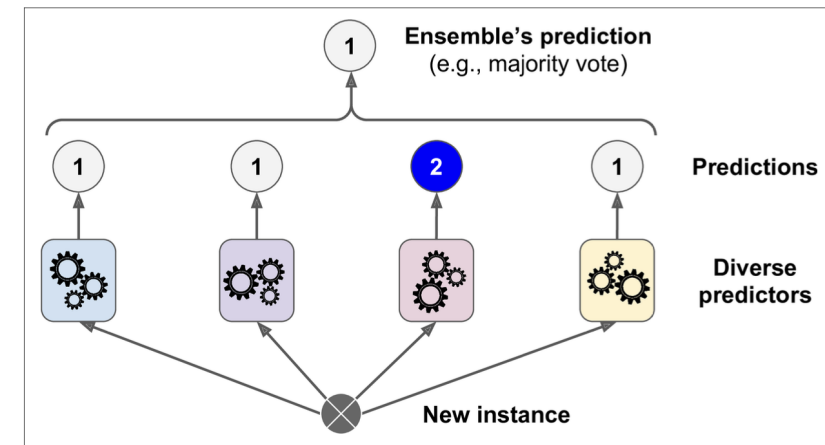 1
Ensemble's prediction
(e.g., majority vote)
1
1
2
1
Predictions
Diverse
predictors
New instance